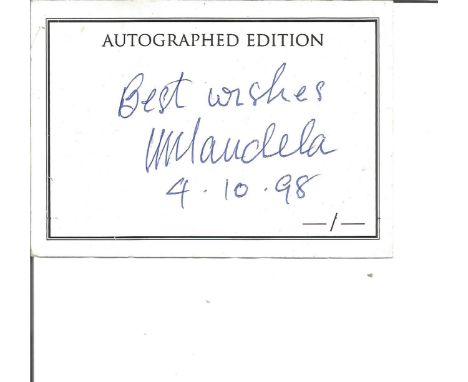 AUTOGRAPHED EDITION
Best wishes
NMandela
4.10.98
—/—